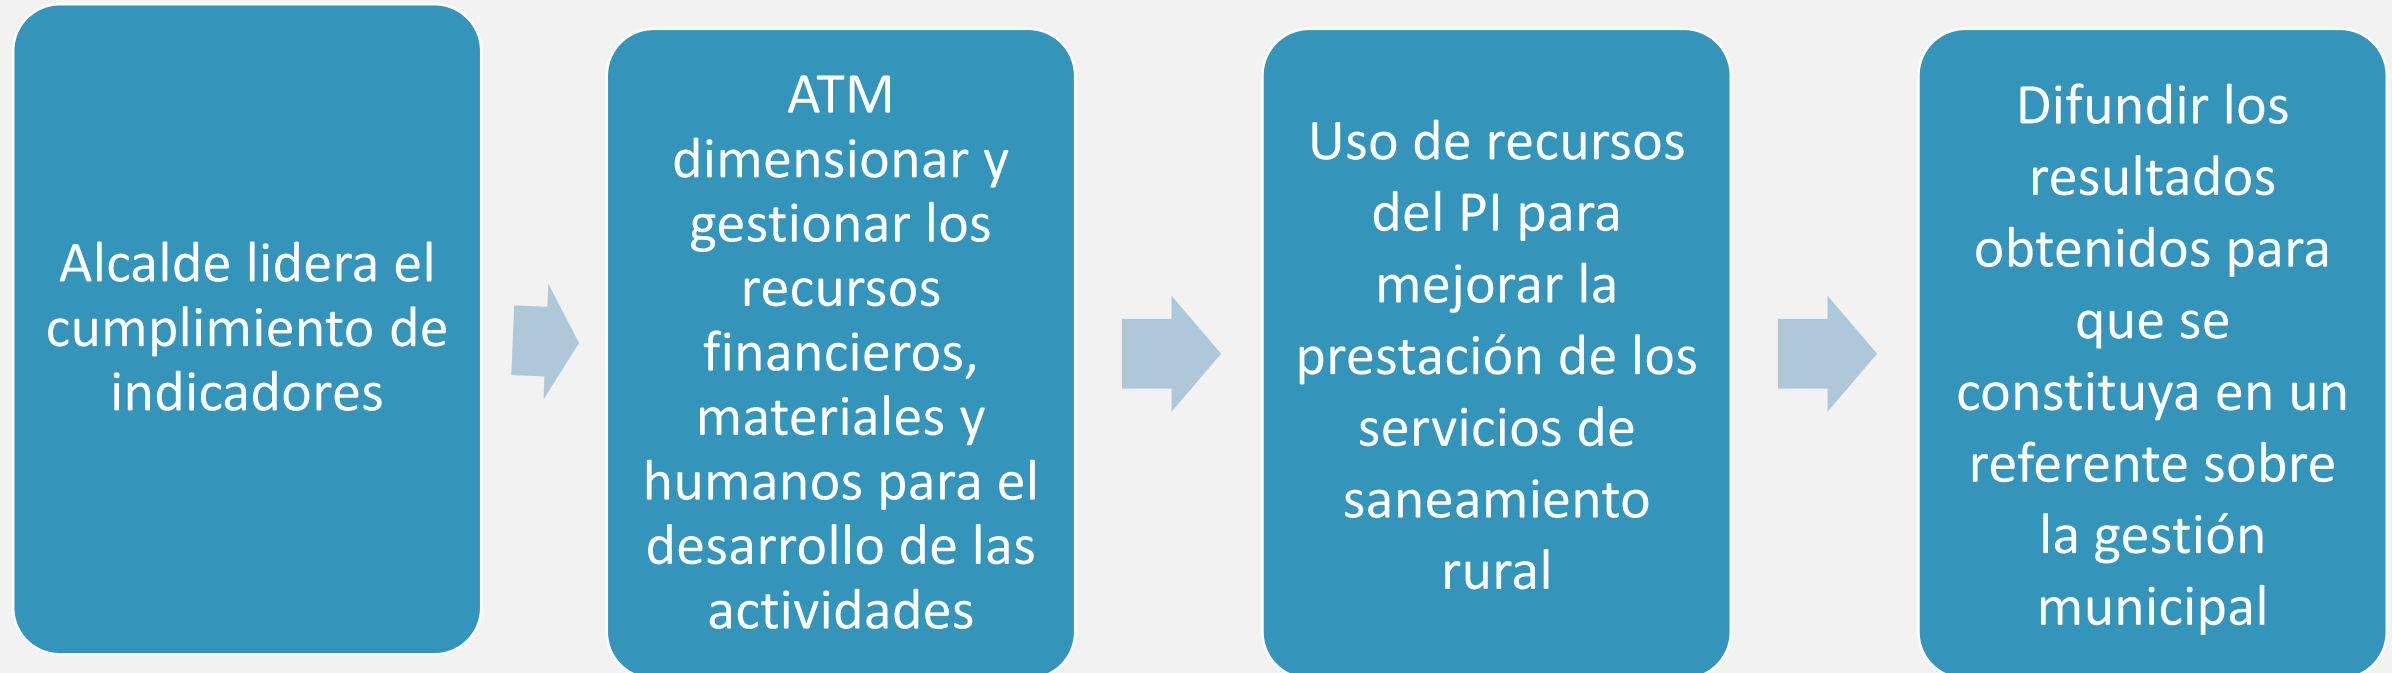 Alcalde lidera el
cumplimiento de
indicadores
ATM
dimensionar y
gestionar los
recursos
financieros,
materiales y
humanos para el
desarrollo de las
actividades
Uso de recursos
del PI para
mejorar la
prestación de los
servicios de
saneamiento
rural
Difundir los
resultados
obtenidos para
que se
constituya en un
referente sobre
la gestión
municipal